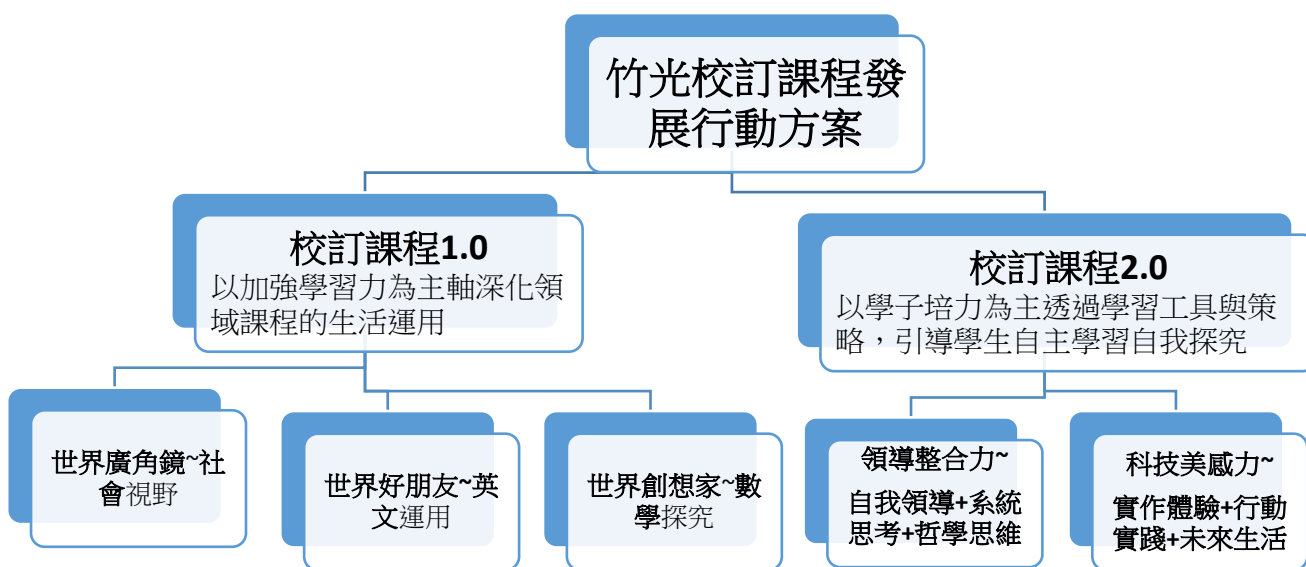 竹光校訂課程發
展行動方案
校訂課程1.0
以加強學習力為主軸深化領
域課程的生活運用
校訂課程2.0
以學子培力為主透過學習工具與策
略，引導學生自主學習自我探究
世界廣角鏡~社
會視野
世界好朋友~英
文運用
世界創想家~數
學探究
領導整合力~
自我領導+系統
思考+哲學思維
科技美感力~
實作體驗+行動
實踐+未來生活